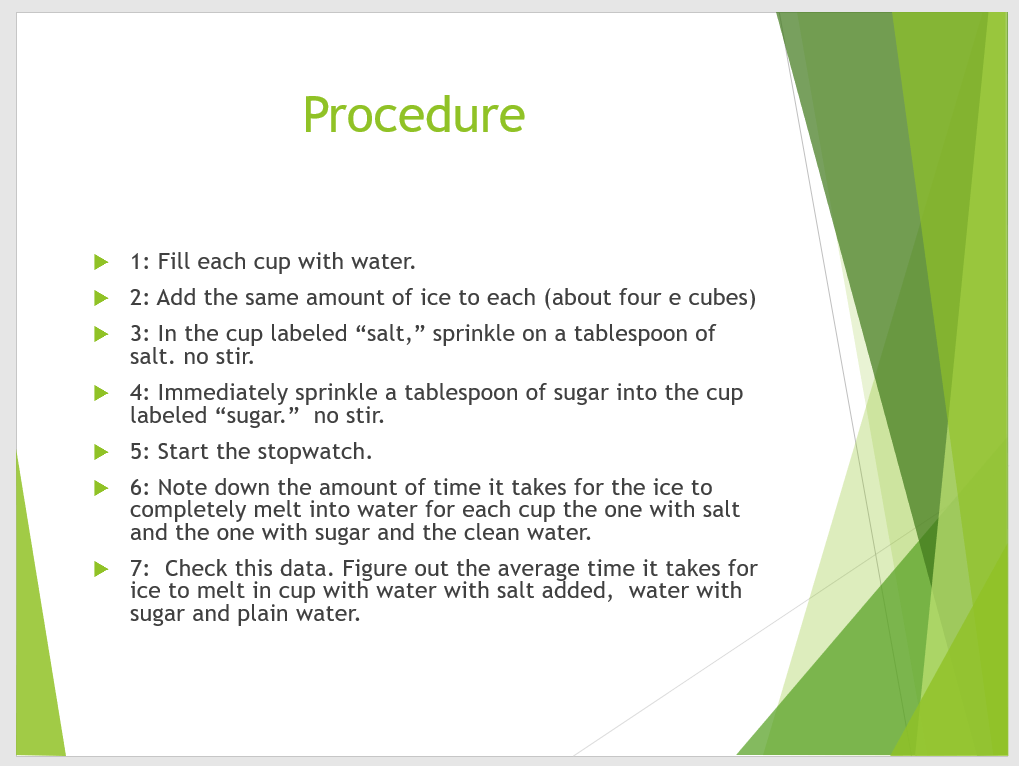 Procedure
1: Fill each cup with water.
2: Add the same amount of ice to each (about four e cubes)
3: In the cup labeled “salt,” sprinkle on a tablespoon of
salt. no stir.
4: Immediately sprinkle a tablespoon of sugar into the cup
labeled “sugar.”  no stir.
5: Start the stopwatch.
6: Note down the amount of time it takes for the ice to
completely melt into water for each cup the one with salt
and the one with sugar and the clean water.
7:  Check this data. Figure out the average time it takes for
ice to melt in cup with water with salt added,  water with
sugar and plain water.